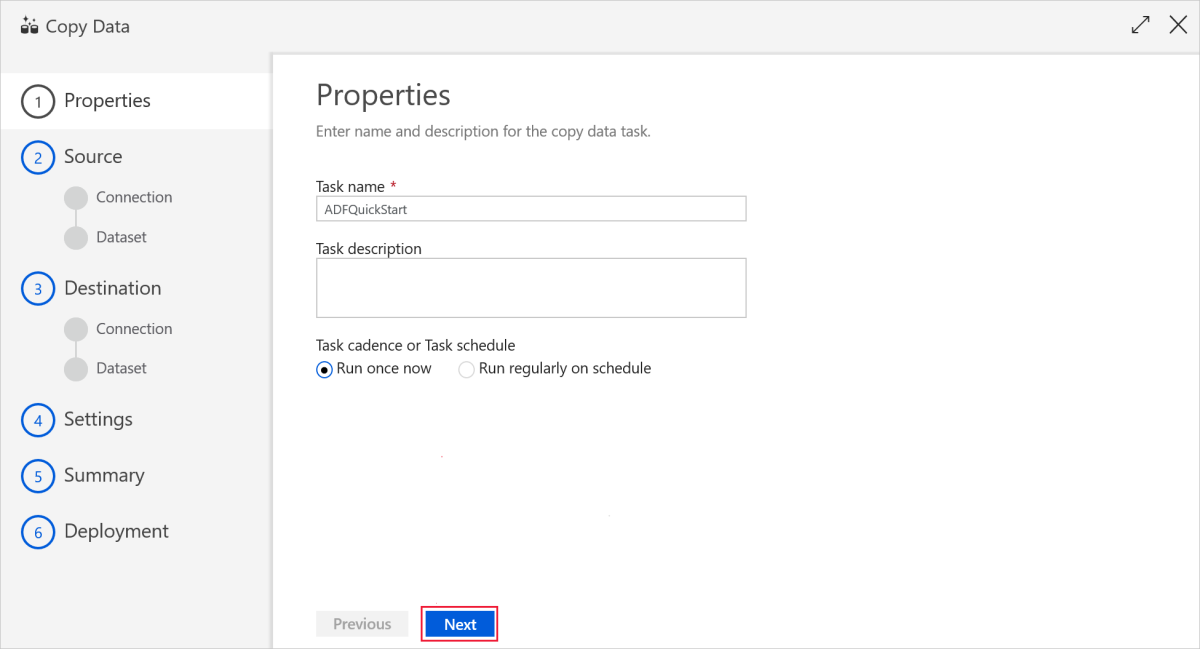 Copy Data
1 Properties
2 Source
Connection
Dataset
3 Destination
Connection
Dataset
4 Settings
5 Summary
6 Deployment
Properties
Enter name and description for the copy data task.
Task name *
ADFQuickStart
Task description
Task cadence or Task schedule
Run once now Run regularly on schedule
Previous Next